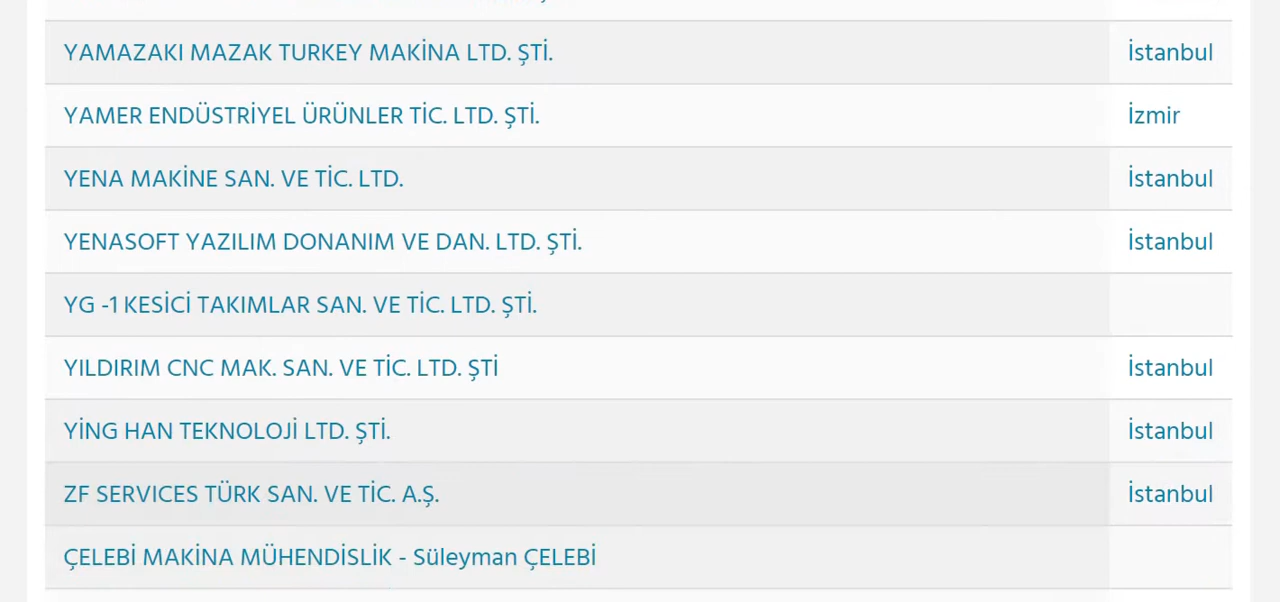 YAMAZAKI MAZAK TURKEY MAKİNA LTD. ŞTİ. İstanbul
YAMER ENDÜSTRİYEL ÜRÜNLER TİC. LTD. ŞTİ. İzmir
YENA MAKİNE SAN. VE TİC. LTD. İstanbul
YENASOFT YAZILIM DONANIM VE DAN. LTD. ŞTİ. İstanbul
YG -1 KESİCİ TAKIMLAR SAN. VE TİC. LTD. ŞTİ.
YILDIRIM CNC MAK. SAN. VE TİC. LTD. ŞTİ İstanbul
YİNG HAN TEKNOLOJİ LTD. ŞTİ. İstanbul
ZF SERVICES TÜRK SAN. VE TİC. A.Ş. İstanbul
ÇELEBİ MAKİNA MÜHENDİSLİK - Süleyman ÇELEBİ